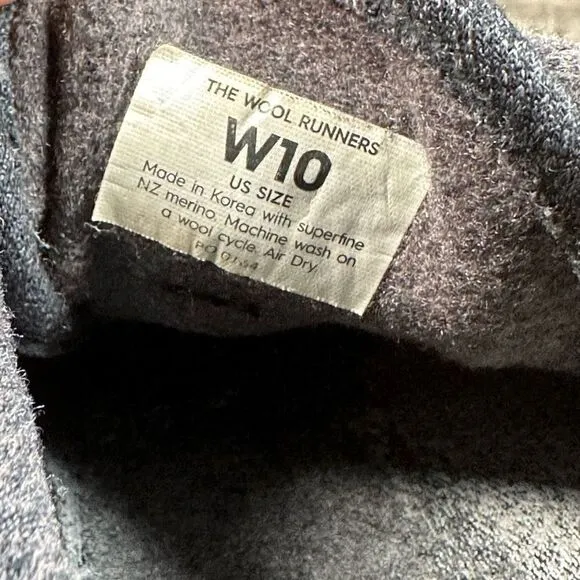 THE WOOL RUNNERS
W10
US SIZE
Made in Korea with superfine
NZ merino. Machine wash on
a wool cycle. Air Dry